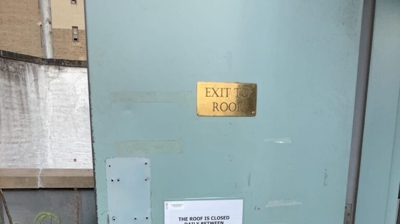 EXIT TO
ROOF
THE ROOF IS CLOSED
DAILY BETWEEN